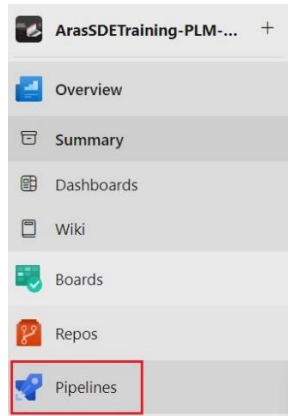 ArasSDETraining-PLM-... +
Overview
Summary
Dashboards
Wiki
Boards
Repos
Pipelines